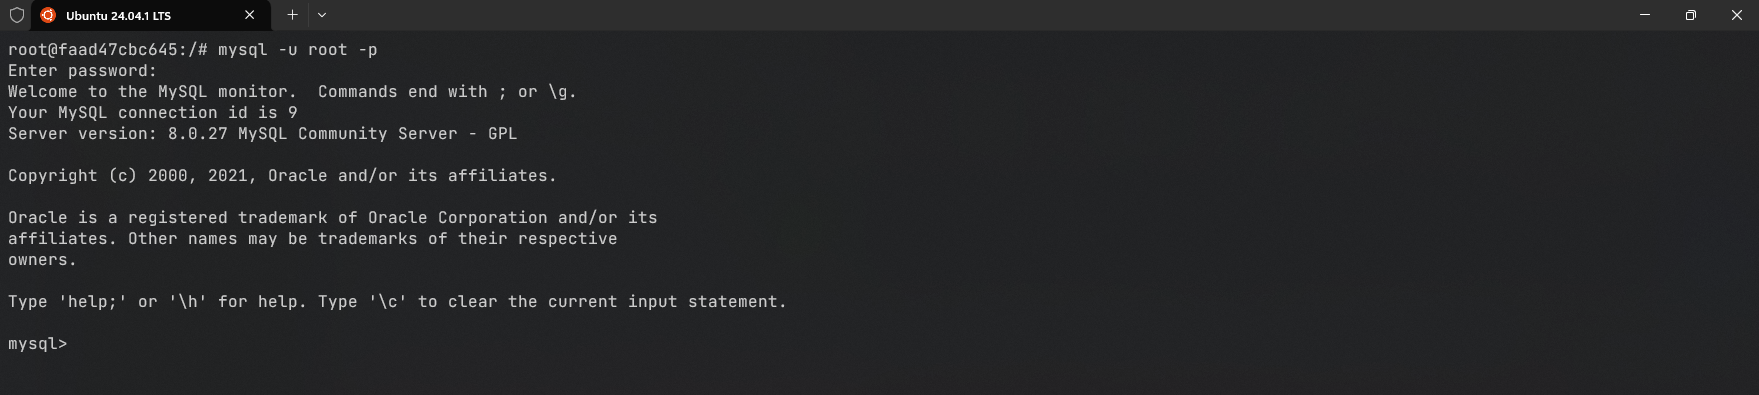 Ubuntu 24.04.1 LTS
root@faad47cbc645:/# mysql -u root -p
Enter password:
Welcome to the MySQL monitor.  Commands end with ; or \g.
Your MySQL connection id is 9
Server version: 8.0.27 MySQL Community Server - GPL
Copyright (c) 2000, 2021, Oracle and/or its affiliates.
Oracle is a registered trademark of Oracle Corporation and/or its
affiliates. Other names may be trademarks of their respective
owners.
Type 'help;' or '\h' for help. Type '\c' to clear the current input statement.
mysql>